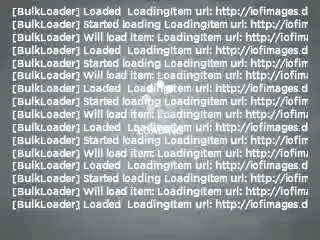 [BulkLoader] Loaded LoadingItem url: http://iofimages.d
[BulkLoader] Started loading LoadingItem url: http://iofin
[BulkLoader] Will load item: LoadingItem url: http://iofima
[BulkLoader] Loaded LoadingItem url: http://iofimages.d
[BulkLoader] Started loading LoadingItem url: http://iofin
[BulkLoader] Will load item: LoadingItem url: http://iofima
[BulkLoader] Loaded LoadingItem url: http://iofimages.d
[BulkLoader] Started loading LoadingItem url: http://iofin
[BulkLoader] Will load item: LoadingItem url: http://iofima
[BulkLoader] Loaded LoadingItem url: http://iofimages.d
[BulkLoader] Started loading LoadingItem url: http://iofin
[BulkLoader] Will load item: LoadingItem url: http://iofima
[BulkLoader] Loaded LoadingItem url: http://iofimages.d
[BulkLoader] Started loading LoadingItem url: http://iofin
[BulkLoader] Will load item: LoadingItem url: http://iofima
[BulkLoader] Loaded LoadingItem url: http://iofimages.d